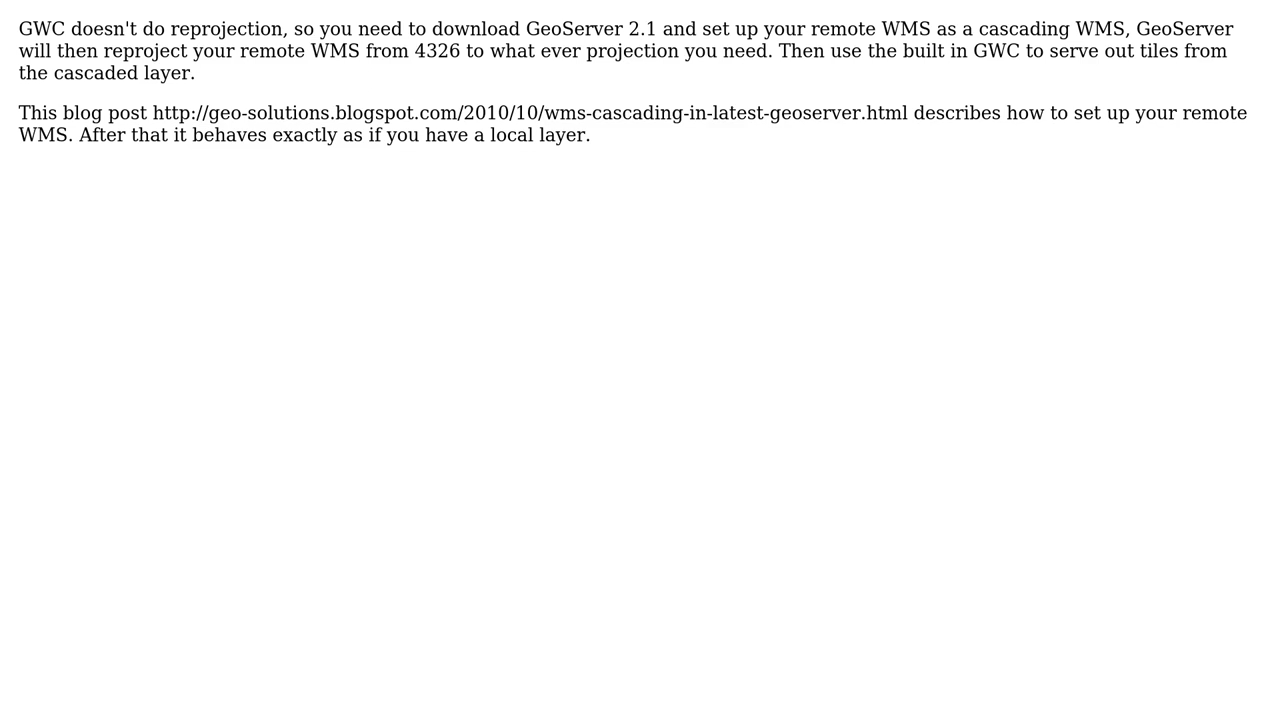 GWC doesn't do reprojection, so you need to download GeoServer 2.1 and set up your remote WMS as a cascading WMS, GeoServer
will then reproject your remote WMS from 4326 to what ever projection you need. Then use the built in GWC to serve out tiles from
the cascaded layer.
This blog post http://geo-solutions.blogspot.com/2010/10/wms-cascading-in-latest-geoserver.html describes how to set up your remote
WMS. After that it behaves exactly as if you have a local layer.